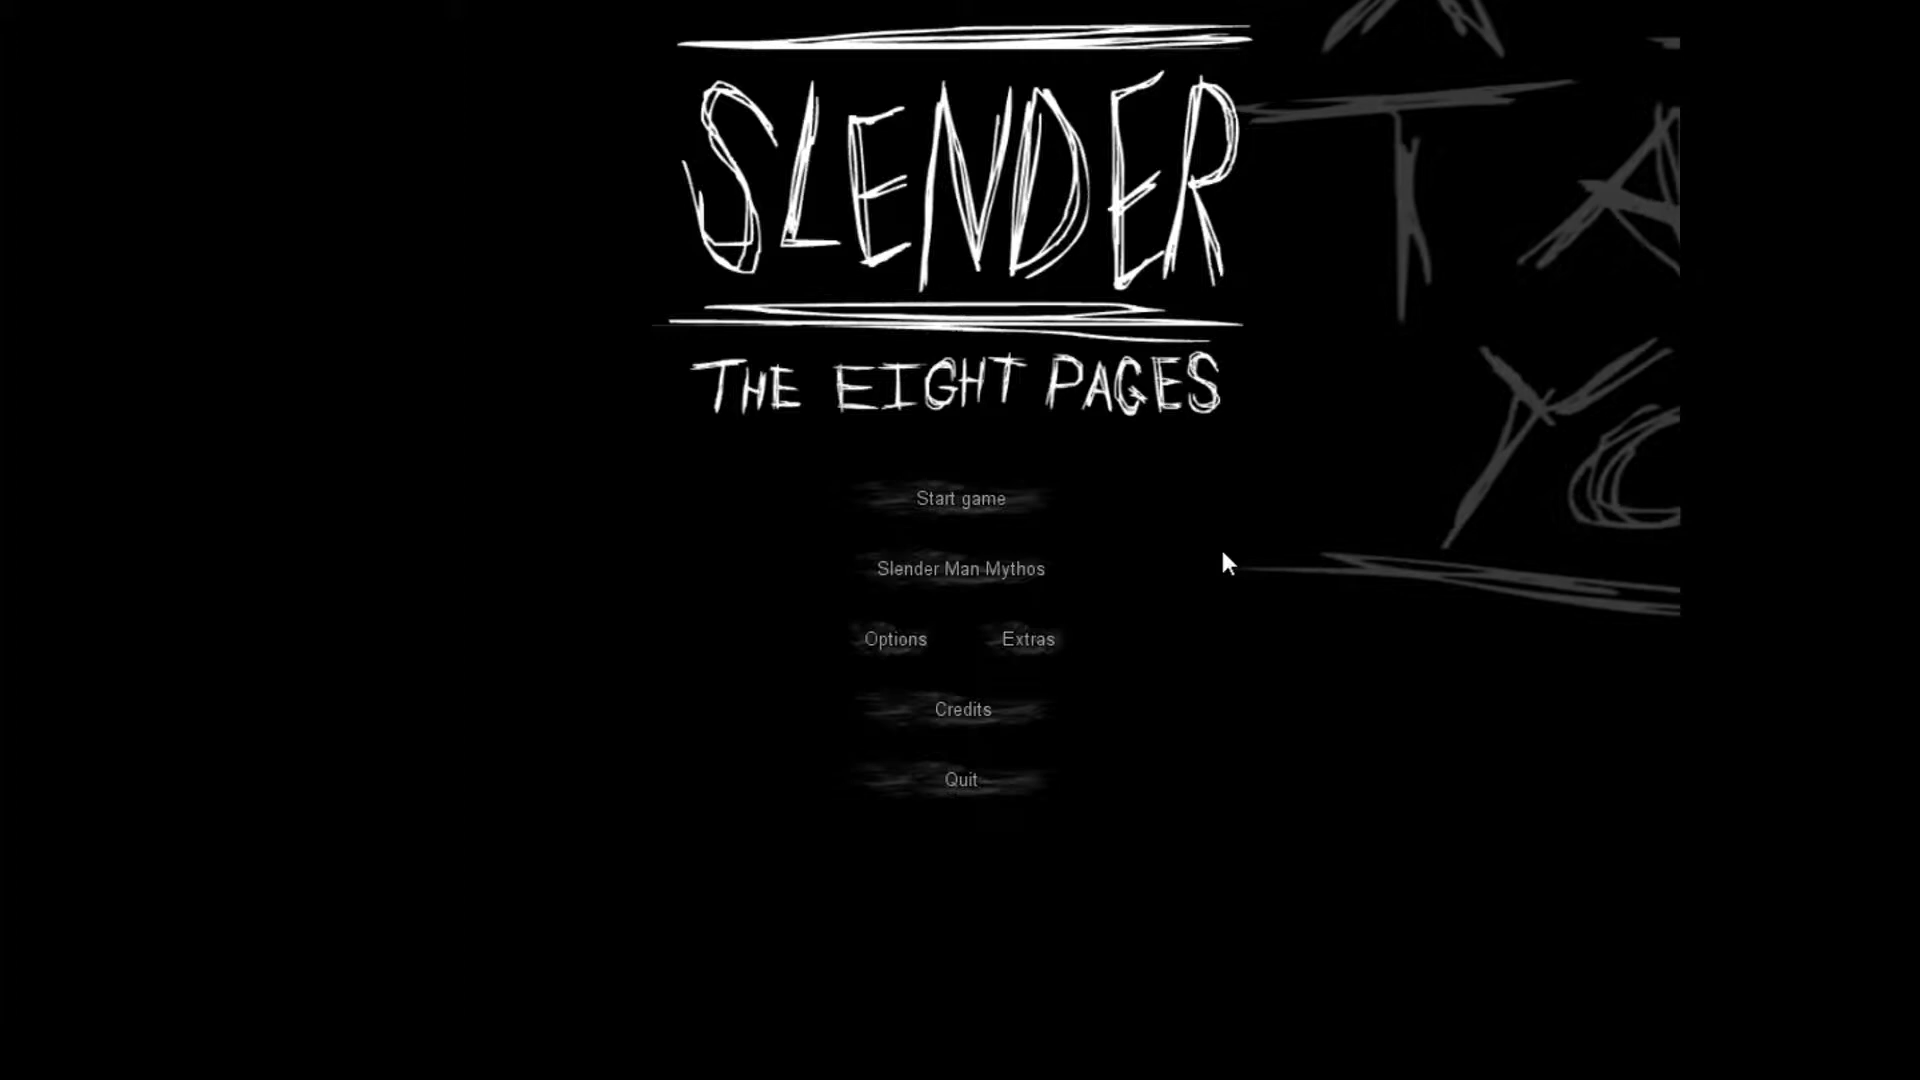 SLENDER
THE EIGHT PAGES
Start game
Slender Man Mythos
Options Extras
Credits
Quit